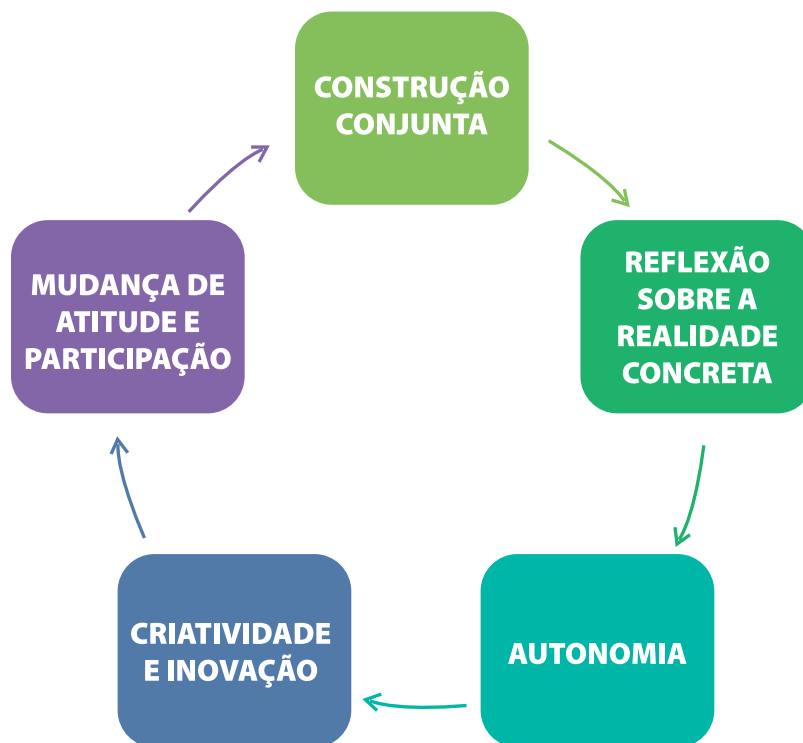 CONSTRUÇÃO
CONJUNTA
REFLEXÃO
SOBRE A
REALIDADE
CONCRETA
AUTONOMIA
CRIATIVIDADE
E INOVAÇÃO
MUDANÇA DE
ATITUDE E
PARTICIPAÇÃO